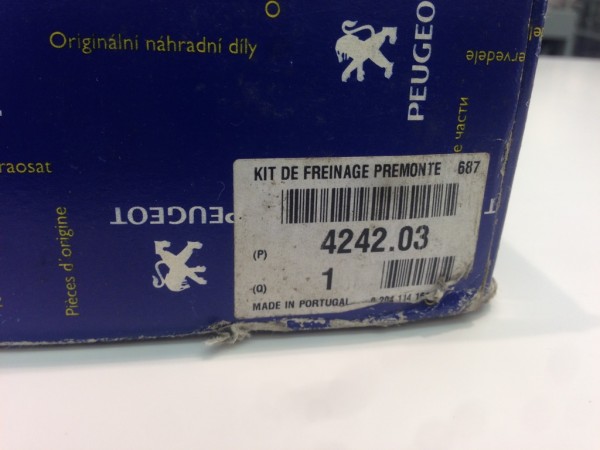 O
Originální náhradní díly
PEUGEOT
ervedele
raosat
е части
Pièces d'origine
PEUGEOT
KIT DE FREINAGE PREMONTE 687
(P) 4242.03
(Q) 1
MADE IN PORTUGAL